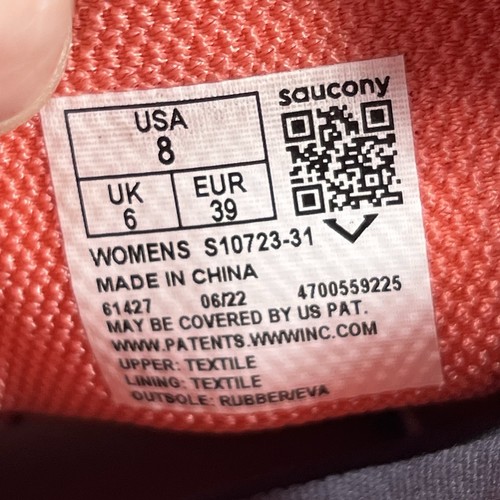 saucony
USA
8
UK
6
EUR
39
WOMENS S10723-31
MADE IN CHINA
61427 06/22 4700559225
MAY BE COVERED BY US PAT.
WWW.PATENTS.WWWINC.COM
UPPER: TEXTILE
LINING: TEXTILE
OUTSOLE: RUBBER/EVA